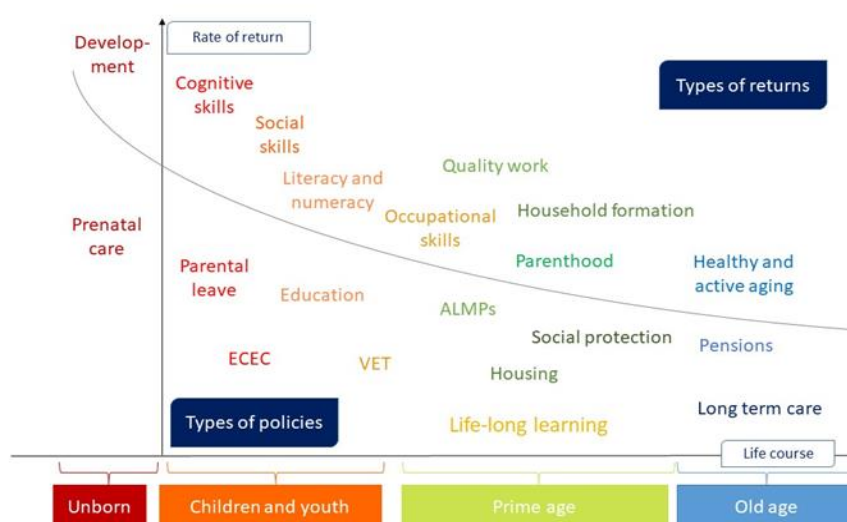 Develop-
ment
Rate of return
Cognitive
skills
Types of returns
Social
skills
Literacy and
numeracy
Quality work
Prenatal
care
Occupational
skills
Household formation
Parental
leave
Education
Parenthood
Healthy and
active aging
ALMPs
Social protection
Pensions
ECEC
VET
Housing
Types of policies
Life-long learning
Long term care
Life course
Unborn
Children and youth
Prime age
Old age